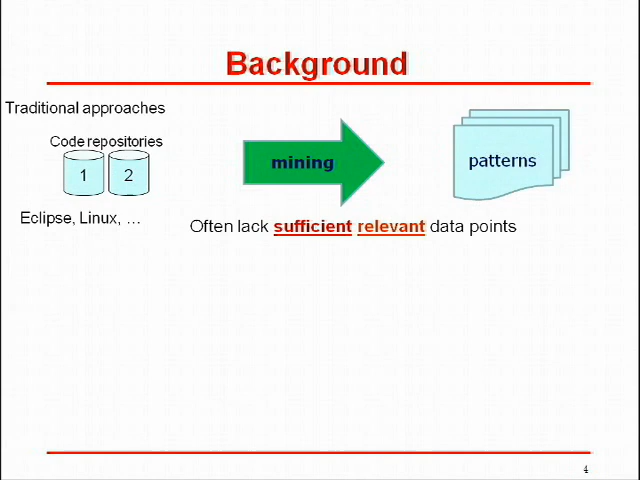 Background
Traditional approaches
Code repositories
1 2
mining
patterns
Eclipse, Linux, …
Often lack sufficient relevant data points
4